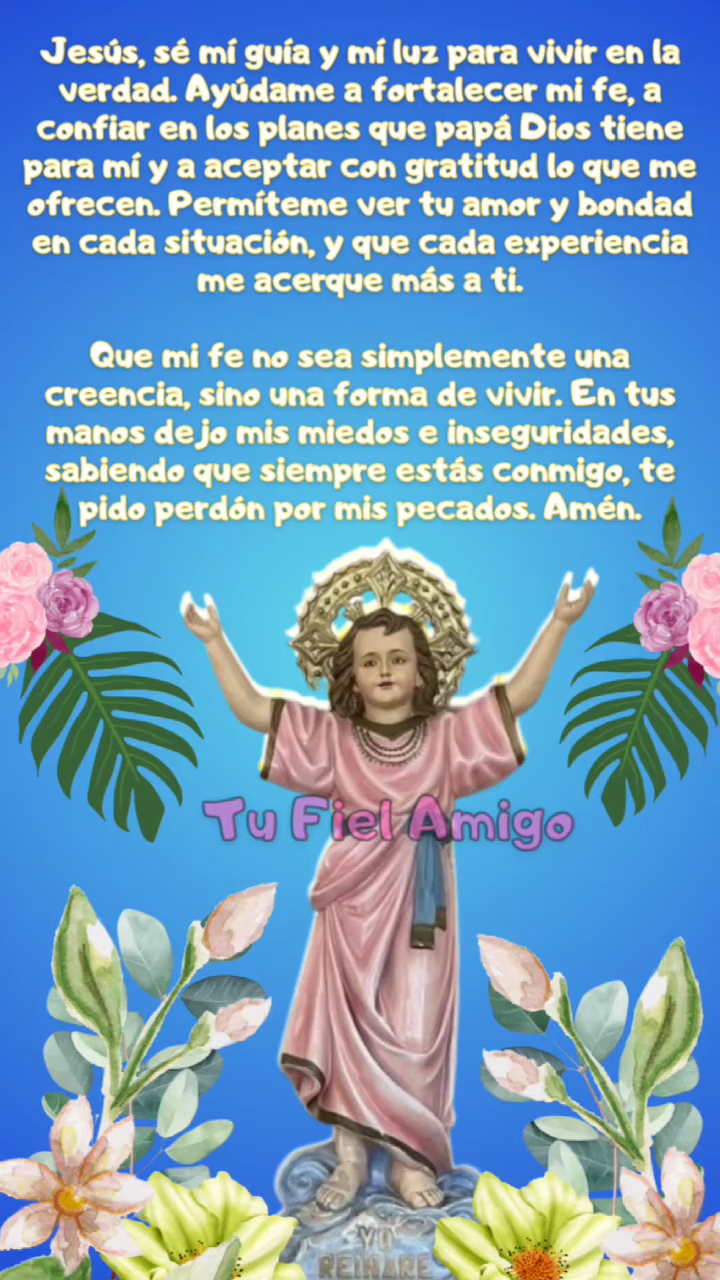 Jesús, sé mí guía y mí luz para vivir en la
verdad. Ayúdame a fortalecer mi fe, a
confiar en los planes que papá Dios tiene
para mí y a aceptar con gratitud lo que me
ofrecen. Permíteme ver tu amor y bondad
en cada situación, y que cada experiencia
me acerque más a ti.
Que mi fe no sea simplemente una
creencia, sino una forma de vivir. En tus
manos dejo mis miedos e inseguridades,
sabiendo que siempre estás conmigo, te
pido perdón por mis pecados. Amén.
Tu Fiel Amigo
YO
REINARE